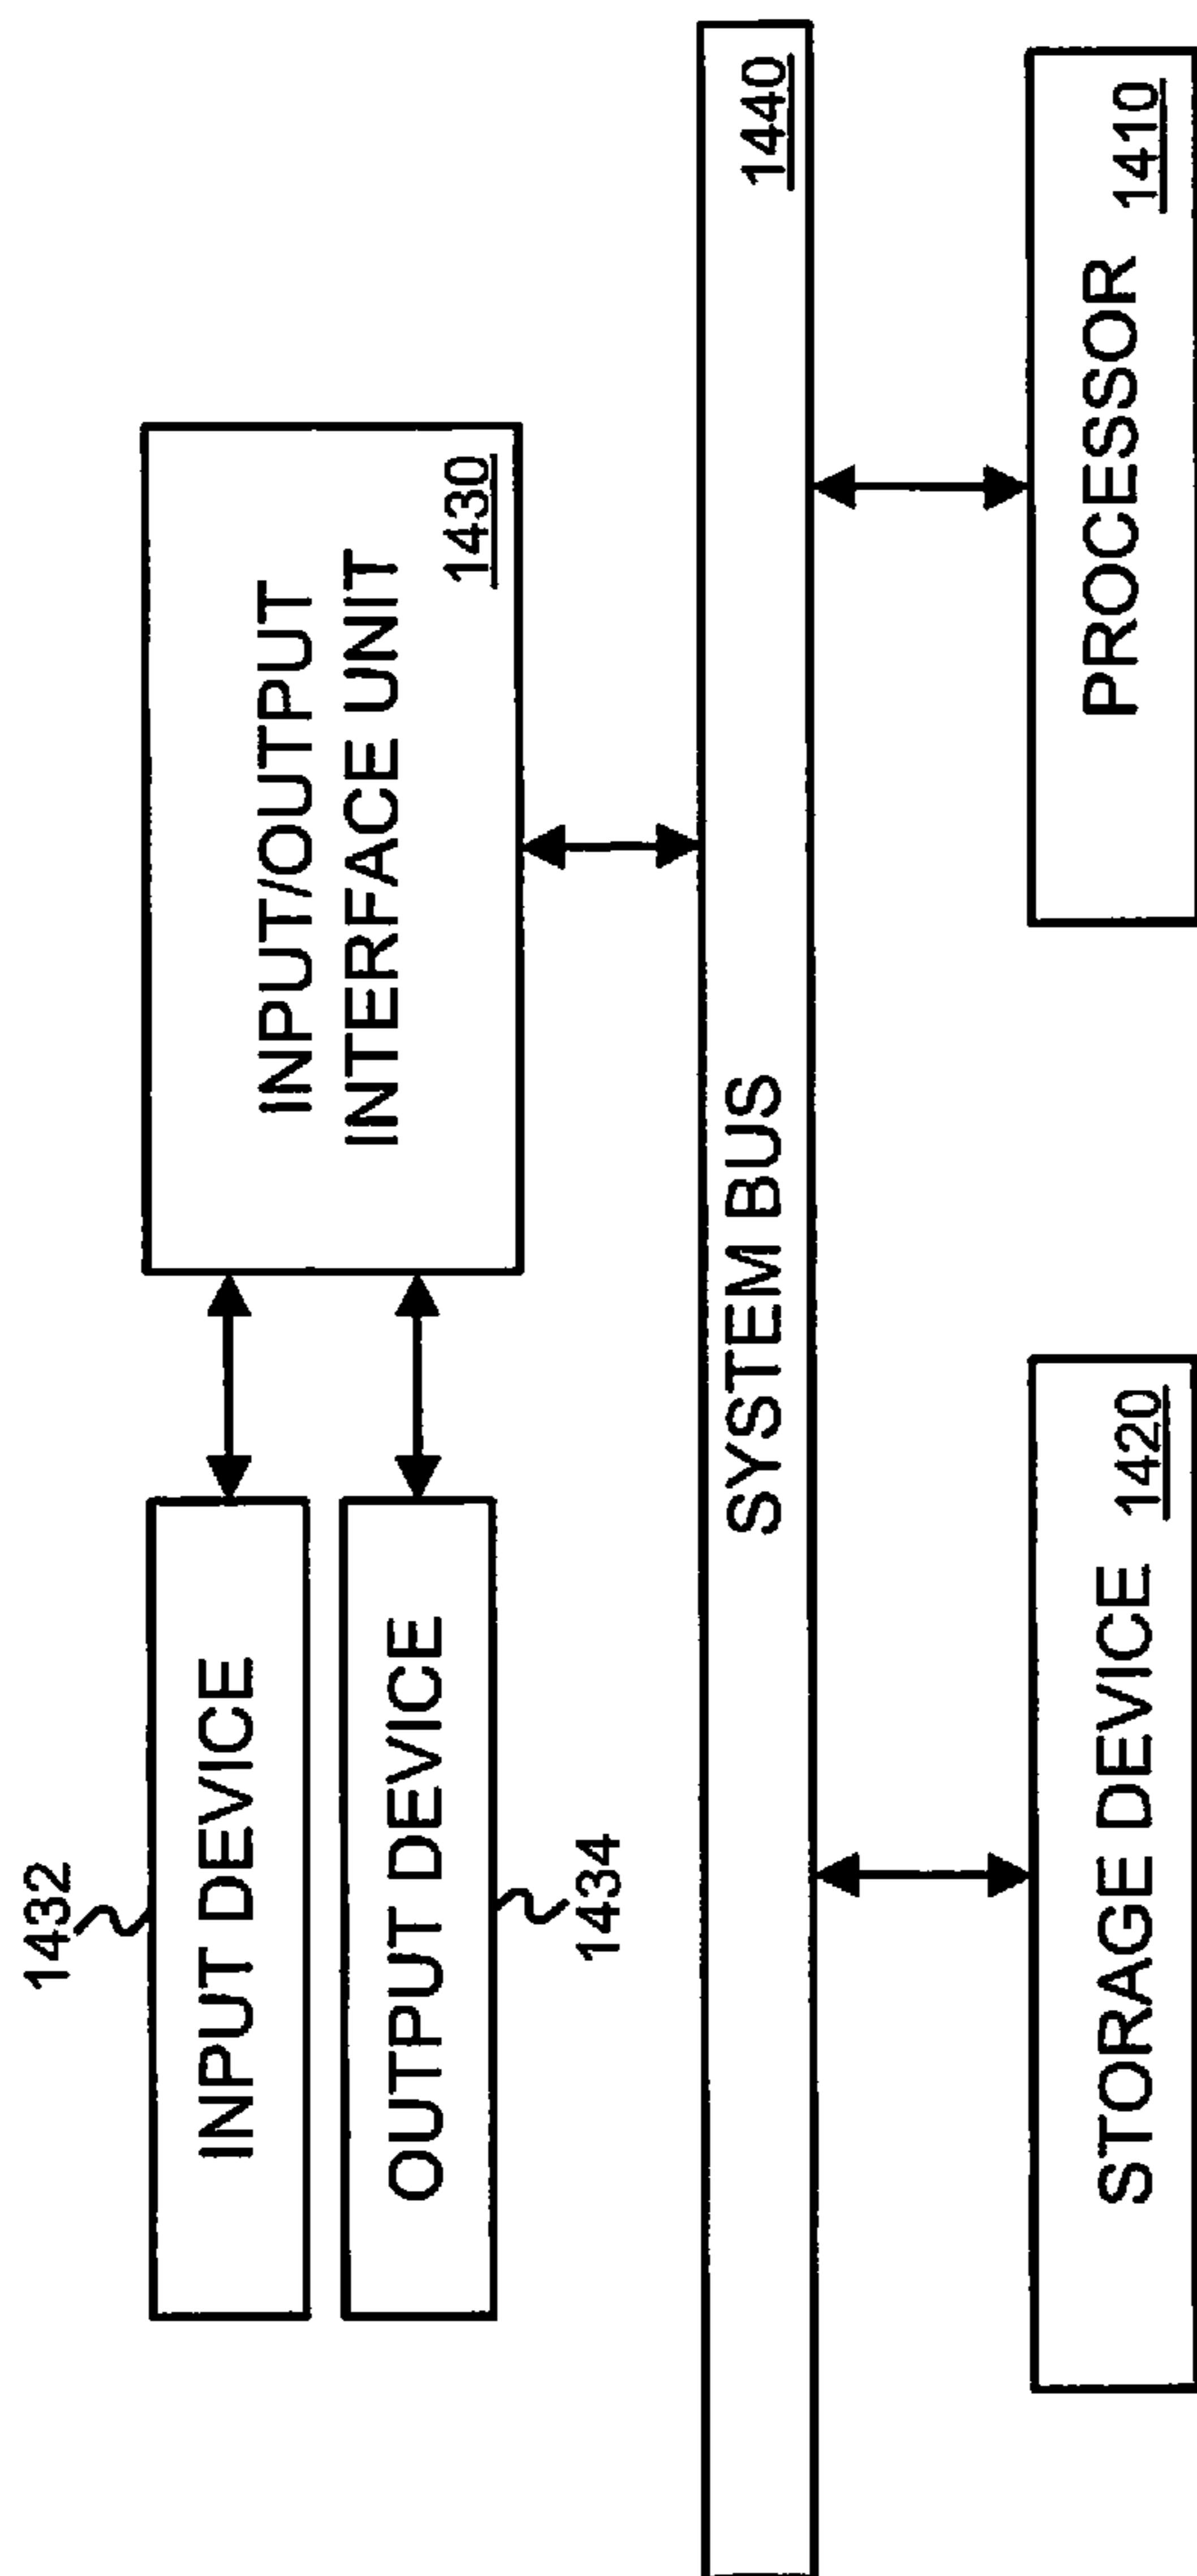 1432
INPUT DEVICE
OUTPUT DEVICE
1434
INPUT/OUTPUT
INTERFACE UNIT
1430
SYSTEM BUS
1440
STORAGE DEVICE
1420
PROCESSOR
1410